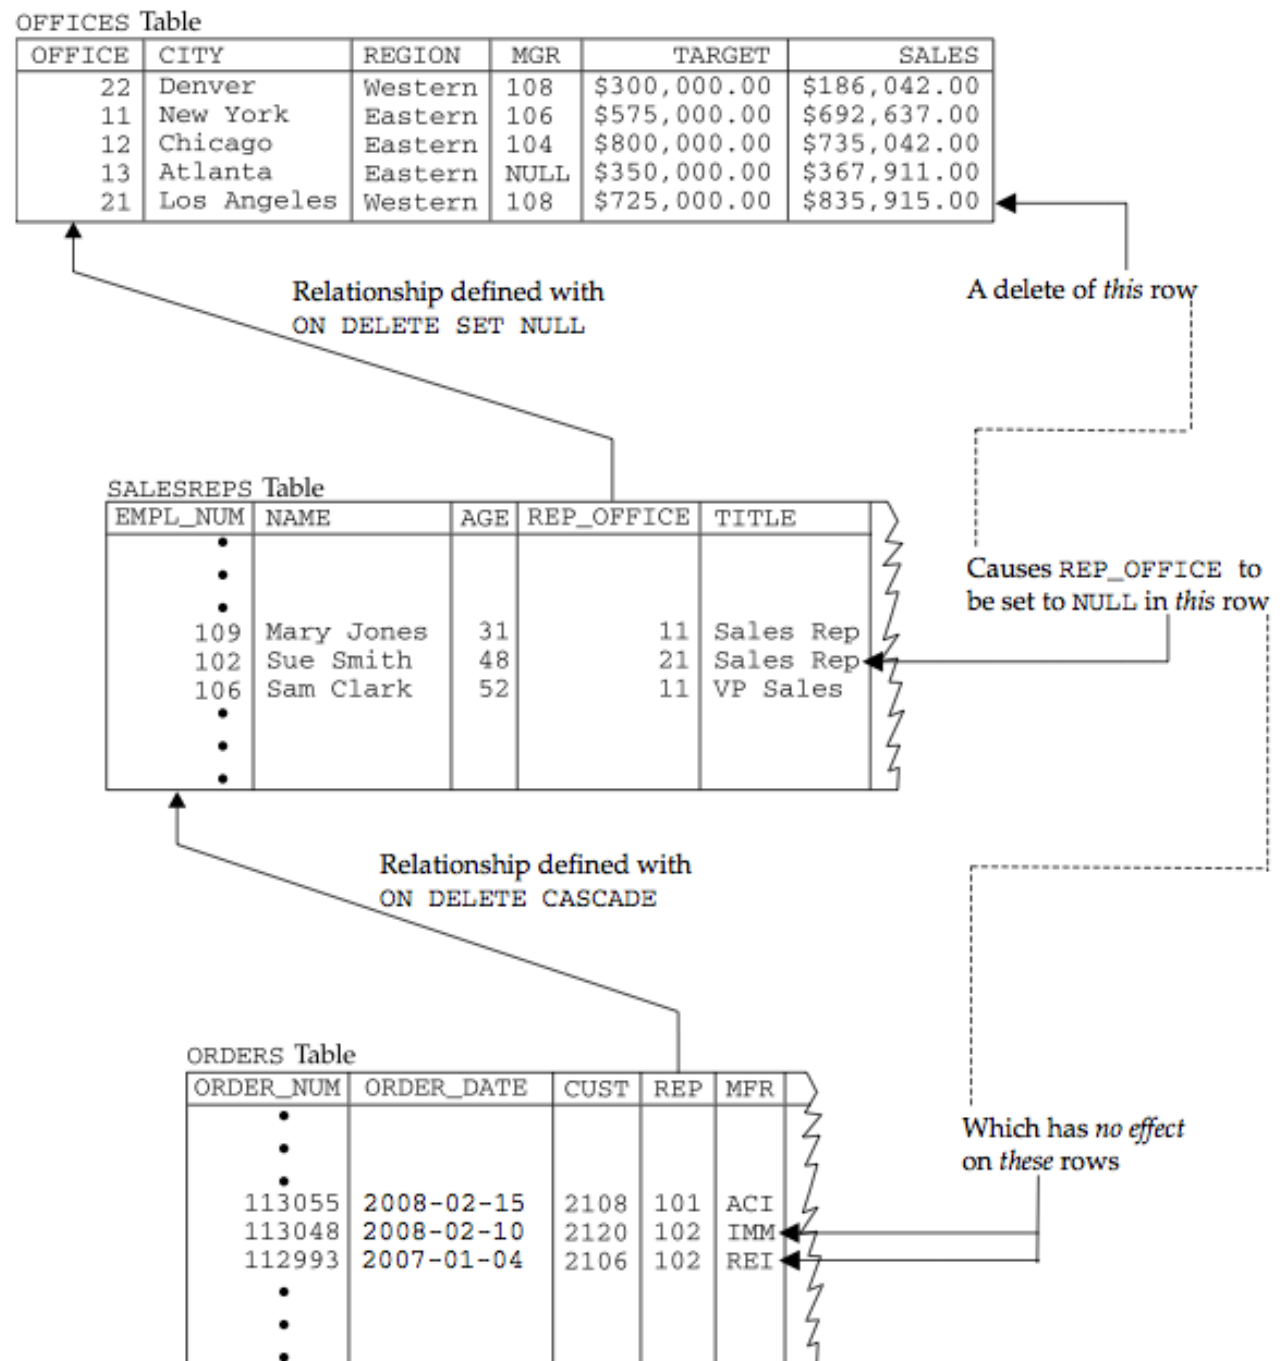 OFFICES Table
OFFICE CITY REGION MGR TARGET SALES
22 Denver Western 108 $300,000.00 $186,042.00
11 New York Eastern 106 $575,000.00 $692,637.00
12 Chicago Eastern 104 $800,000.00 $735,042.00
13 Atlanta Eastern NULL $350,000.00 $367,911.00
21 Los Angeles Western 108 $725,000.00 $835,915.00
Relationship defined with
ON DELETE SET NULL
A delete of this row
SALESREPS Table
EMPL_NUM NAME AGE REP_OFFICE TITLE
109 Mary Jones 31 11 Sales Rep
102 Sue Smith 48 21 Sales Rep
106 Sam Clark 52 11 VP Sales
Causes REP_OFFICE to
be set to NULL in this row
Relationship defined with
ON DELETE CASCADE
ORDERS Table
ORDER_NUM ORDER_DATE CUST REP MFR
113055 2008-02-15 2108 101 ACI
113048 2008-02-10 2120 102 IMM
112993 2007-01-04 2106 102 REI
Which has no effect
on these rows